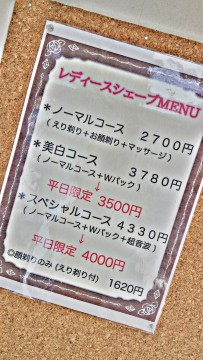 レディースシェーブMENU
*ノーマルコース 2700円
(えり剃り+お顔剃り+マッサージ)
*美白コース 3780円
(ノーマルコース+Wパック)
↓
平日限定 3500円
*スペシャルコース 4330円
(ノーマルコース+Wパック+超音波)
↓
平日限定 4000円
◎顔剃りのみ (えり剃り付) 1620円